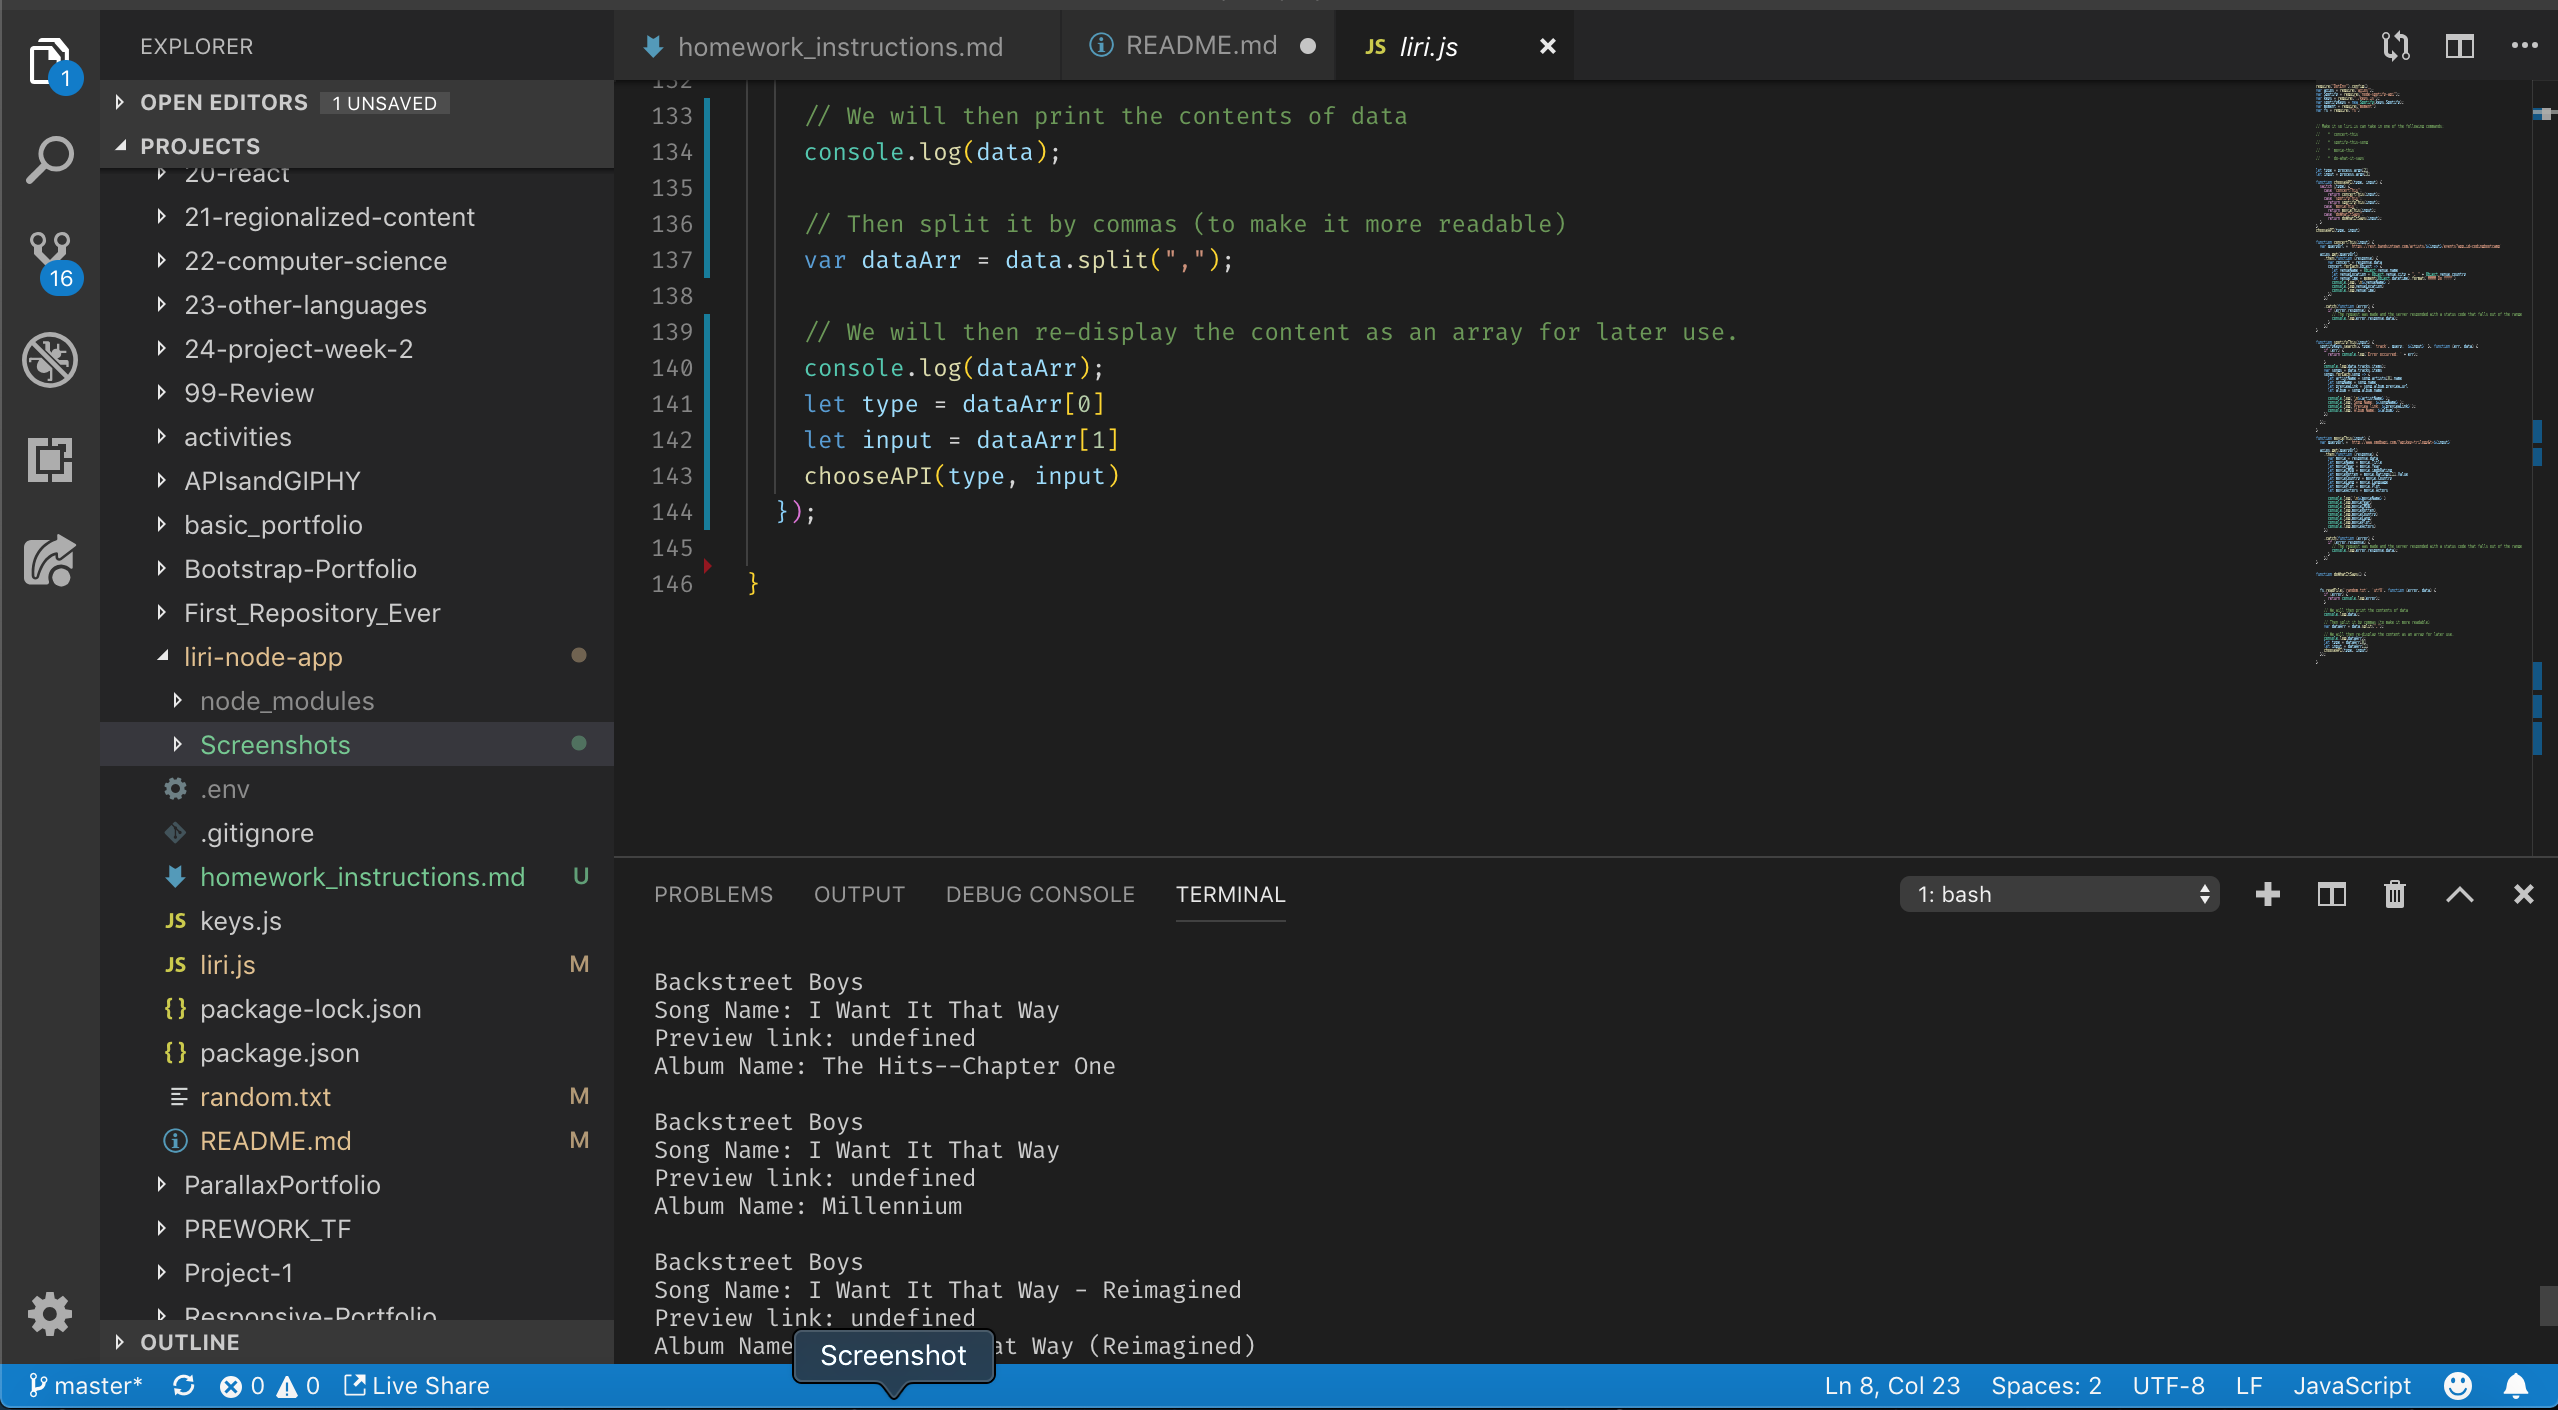 EXPLORER
1
OPEN EDITORS 1 UNSAVED
PROJECTS
20-react
21-regionalized-content
16
22-computer-science
23-other-languages
24-project-week-2
99-Review
activities
APIsandGIPHY
basic_portfolio
Bootstrap-Portfolio
First_Repository_Ever
liri-node-app
node_modules
Screenshots
.env
.gitignore
homework_instructions.md U
JS keys.js
JS liri.js M
{} package-lock.json
{} package.json
random.txt M
README.md M
ParallaxPortfolio
PREWORK_TF
Project-1
Responsive-Portfolio
OUTLINE
homework_instructions.md
README.md
JS liri.js
132
133 // We will then print the contents of data
134 console.log(data);
135
136 // Then split it by commas (to make it more readable)
137 var dataArr = data.split(",");
138
139 // We will then re-display the content as an array for later use.
140 console.log(dataArr);
141 let type = dataArr[0]
142 let input = dataArr[1]
143 chooseAPI(type, input)
144 });
145
146 }
PROBLEMS OUTPUT DEBUG CONSOLE TERMINAL
1: bash
Backstreet Boys
Song Name: I Want It That Way
Preview link: undefined
Album Name: The Hits--Chapter One
Backstreet Boys
Song Name: I Want It That Way
Preview link: undefined
Album Name: Millennium
Backstreet Boys
Song Name: I Want It That Way - Reimagined
Preview link: undefined
Album Name at Way (Reimagined)
Screenshot
master* 0 0 Live Share
Ln 8, Col 23 Spaces: 2 UTF-8 LF JavaScript